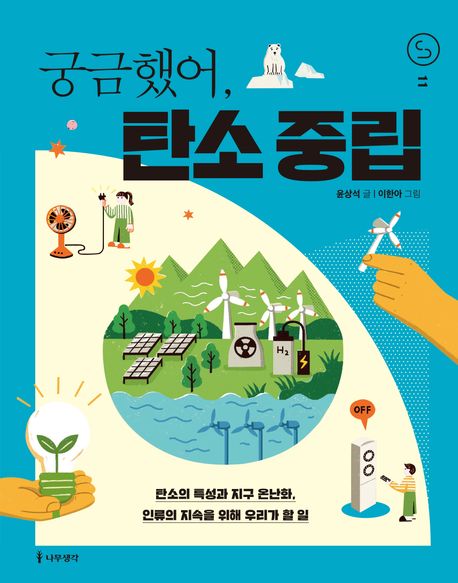 궁금했어,
탄소 중립
11
윤상석 글 | 이한아 그림
H₂
OFF
탄소의 특성과 지구 온난화,
인류의 지속을 위해 우리가 할 일
나무생각